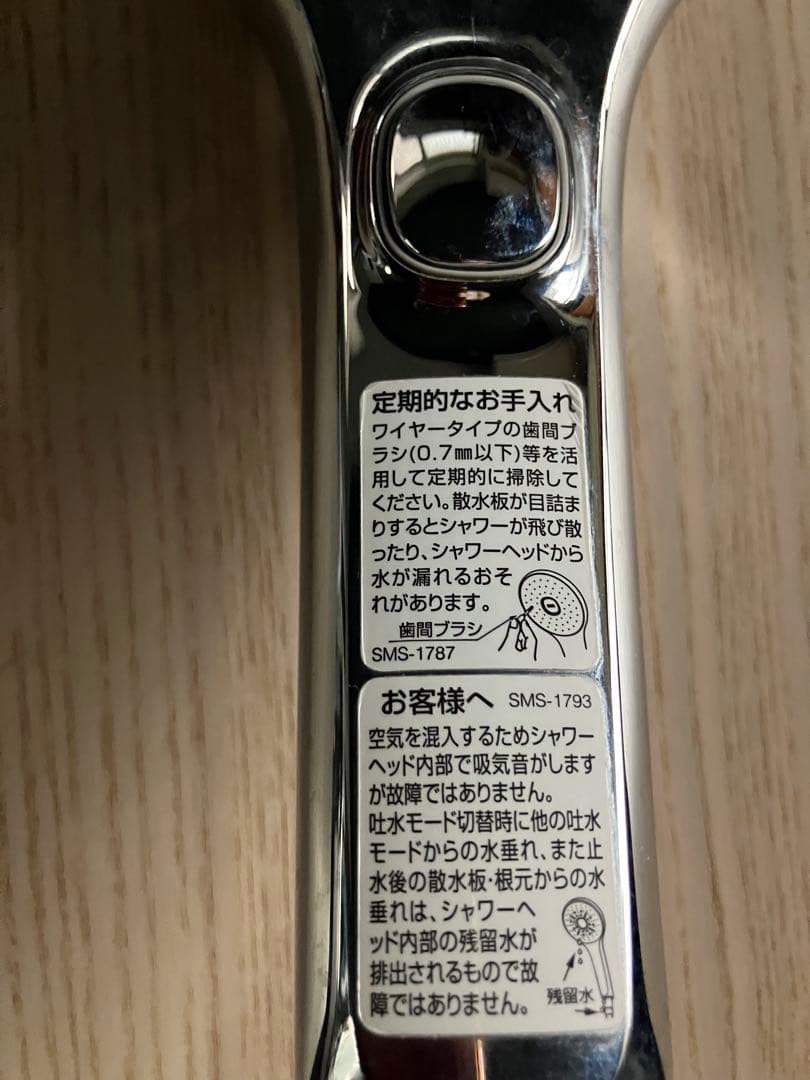 定期的なお手入れ
ワイヤータイプの歯間ブ
ラシ(0.7㎜以下)等を活
用して定期的に掃除して
ください。散水板が目詰ま
りするとシャワーが飛び散
ったり、シャワーヘッドから
水が漏れるおそ
れがあります。
歯間ブラシ
SMS-1787
お客様へ SMS-1793
空気を混入するためシャワー
ヘッド内部で吸気音がします
が故障ではありません。
吐水モード切替時に他の吐水
モードからの水垂れ、また止
水後の散水板・根元からの水
垂れは、シャワーヘ
ッド内部の残留水が
排出されるもので故
障ではありません。
残留水